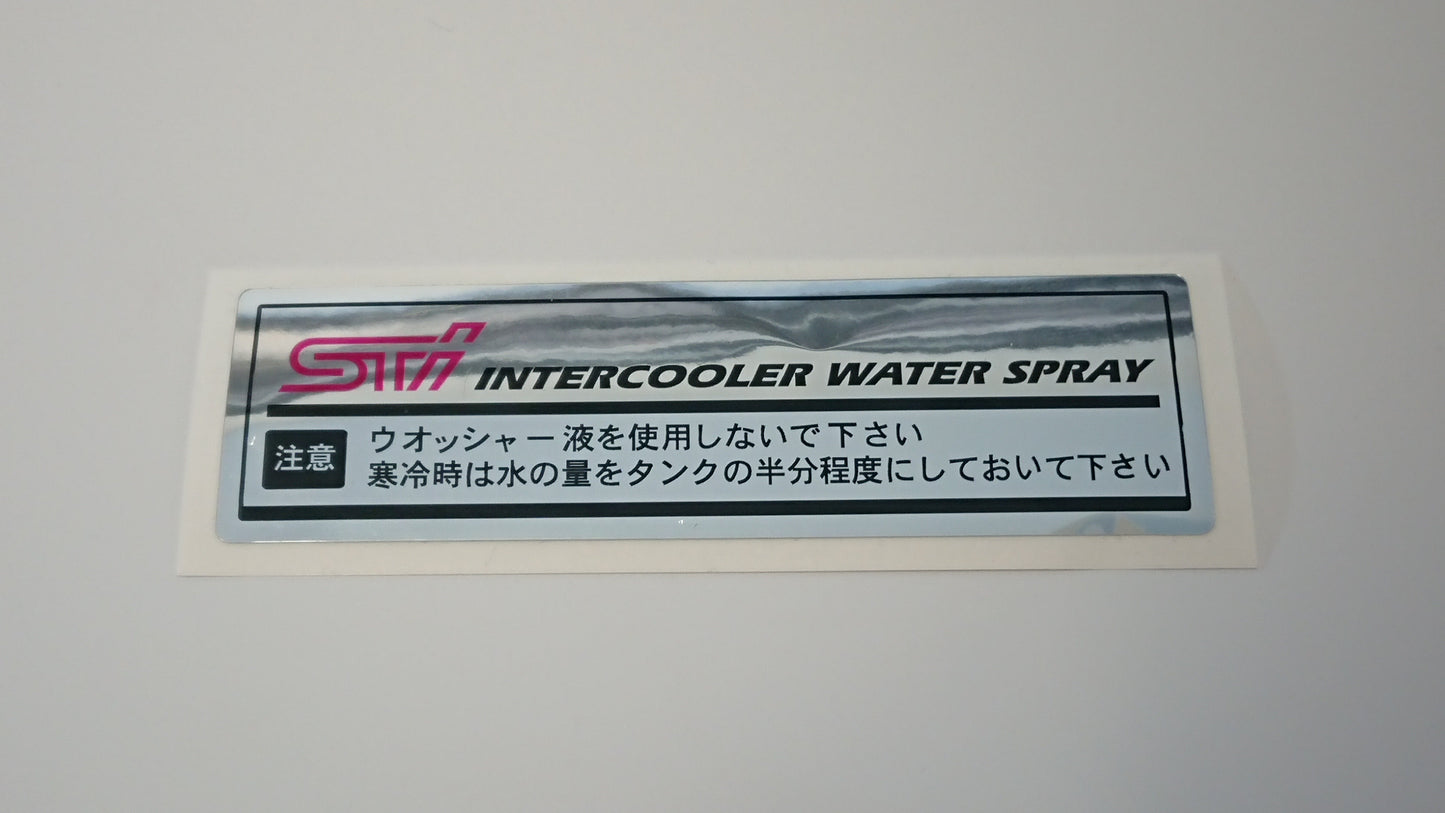 STi INTERCOOLER WATER SPRAY
注意
ウオッシャー液を使用しないで下さい
寒冷時は水の量をタンクの半分程度にしておいて下さい